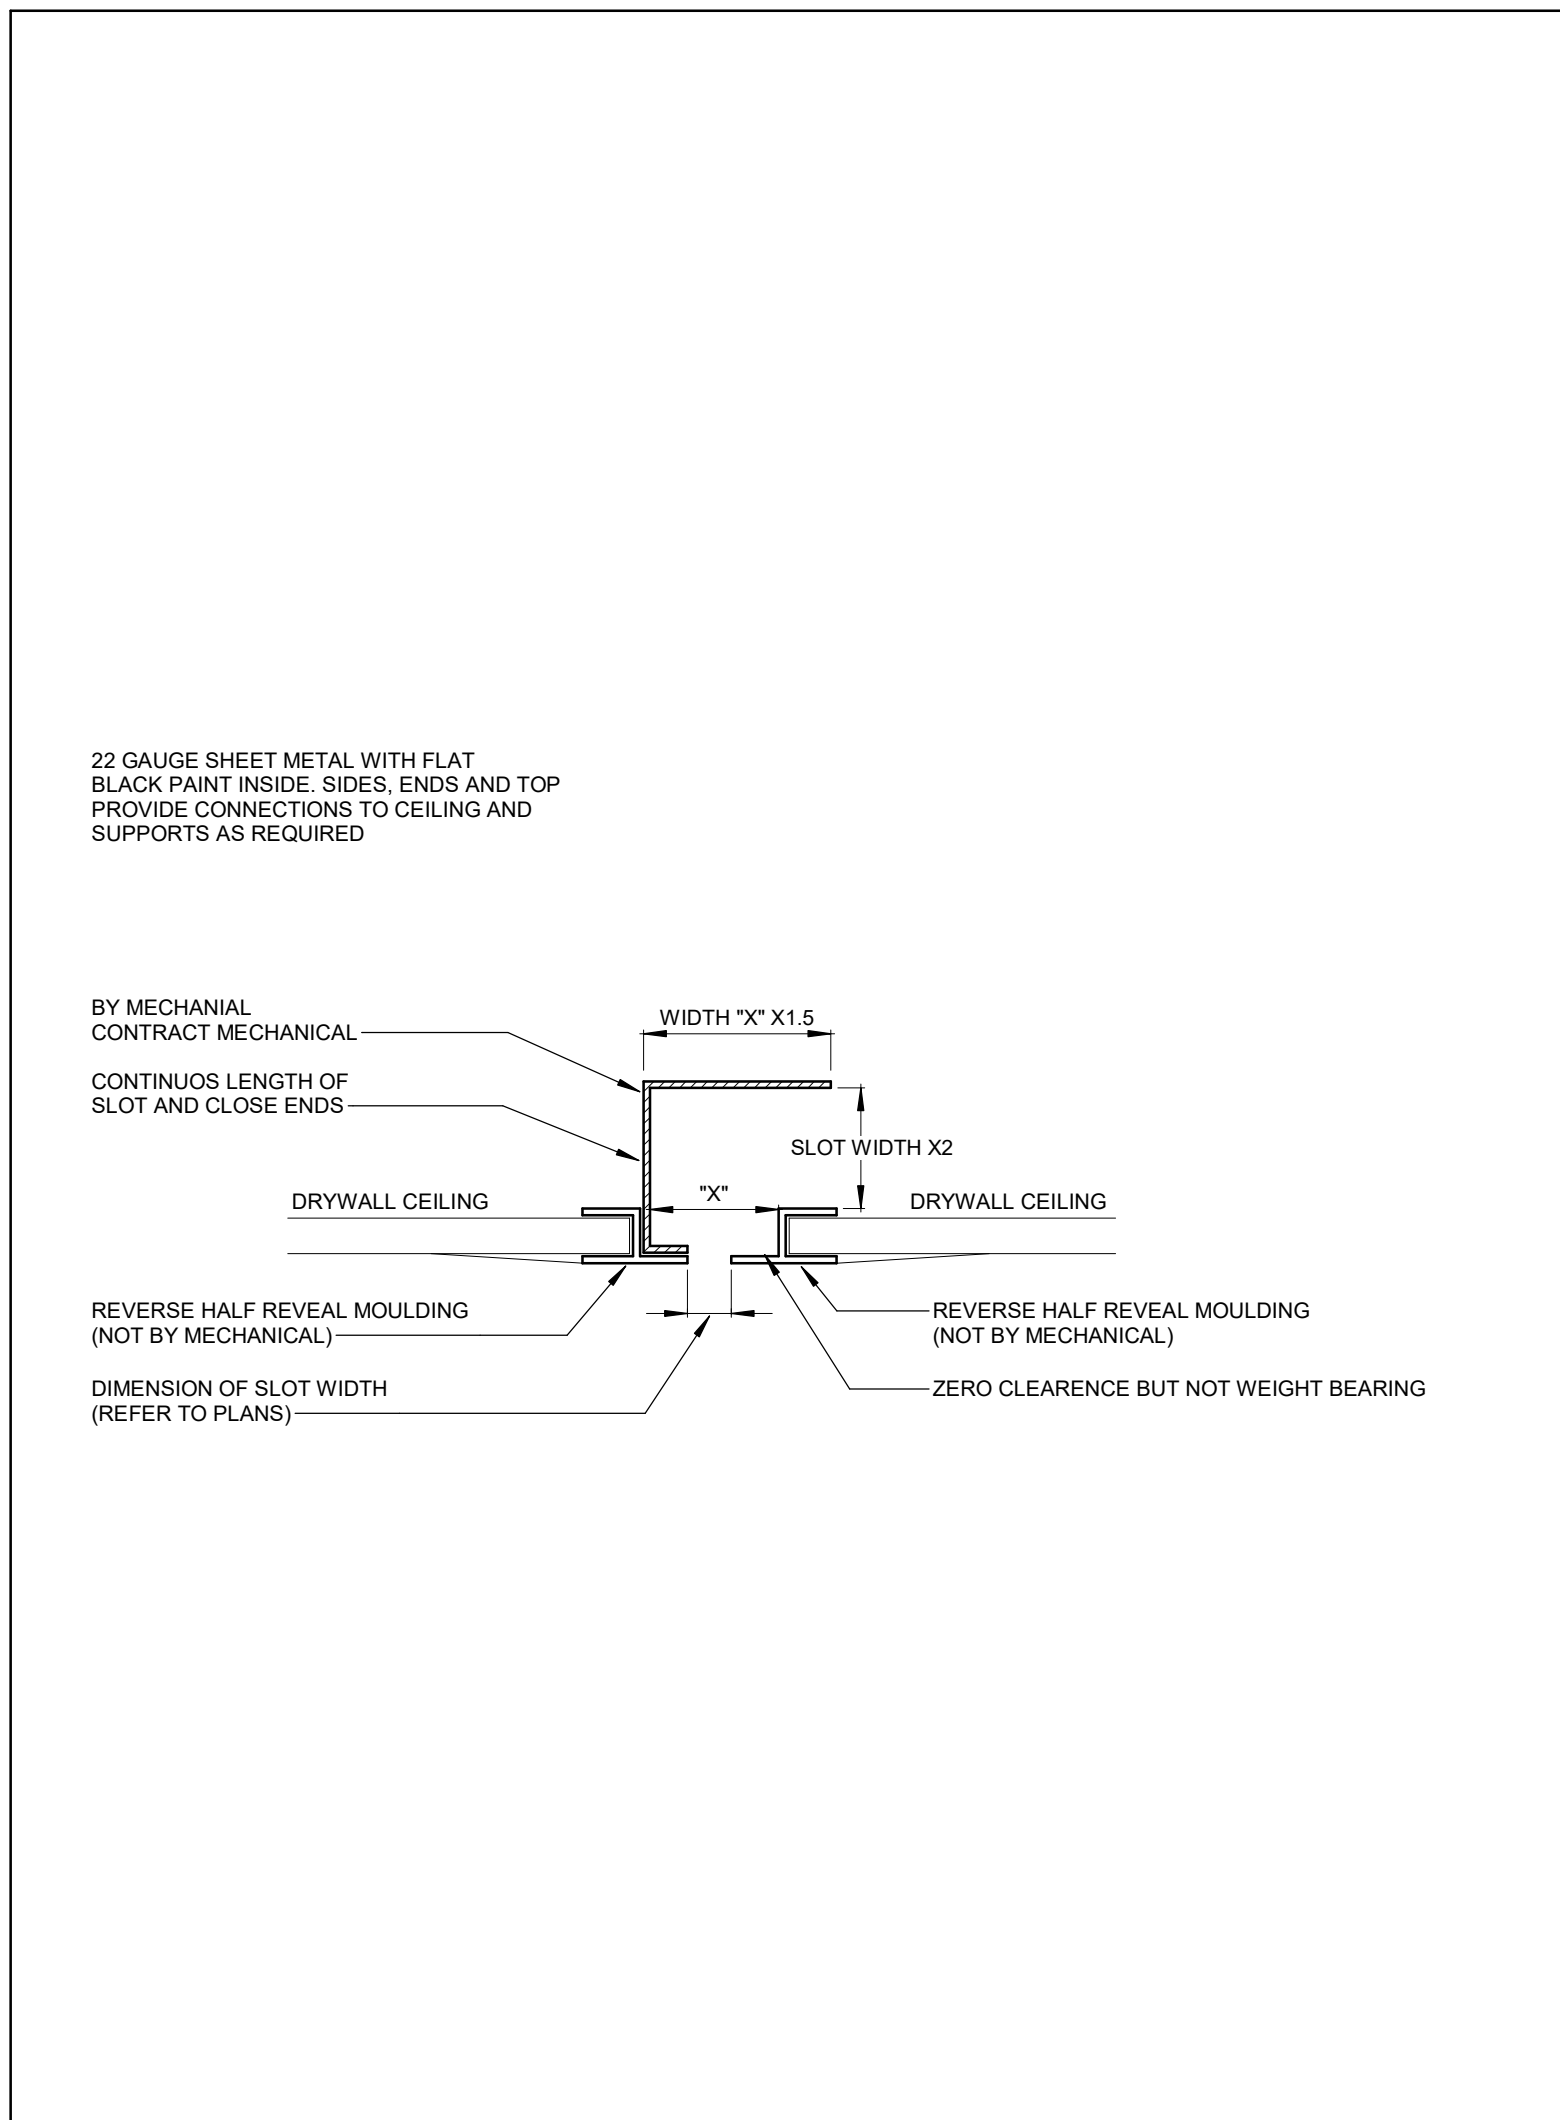 22 GAUGE SHEET METAL WITH FLAT
BLACK PAINT INSIDE. SIDES, ENDS AND TOP
PROVIDE CONNECTIONS TO CEILING AND
SUPPORTS AS REQUIRED
BY MECHANIAL
CONTRACT MECHANICAL
WIDTH "X" X1.5
CONTINUOS LENGTH OF
SLOT AND CLOSE ENDS
SLOT WIDTH X2
"X"
DRYWALL CEILING
DRYWALL CEILING
REVERSE HALF REVEAL MOULDING
(NOT BY MECHANICAL)
REVERSE HALF REVEAL MOULDING
(NOT BY MECHANICAL)
DIMENSION OF SLOT WIDTH
(REFER TO PLANS)
ZERO CLEARENCE BUT NOT WEIGHT BEARING